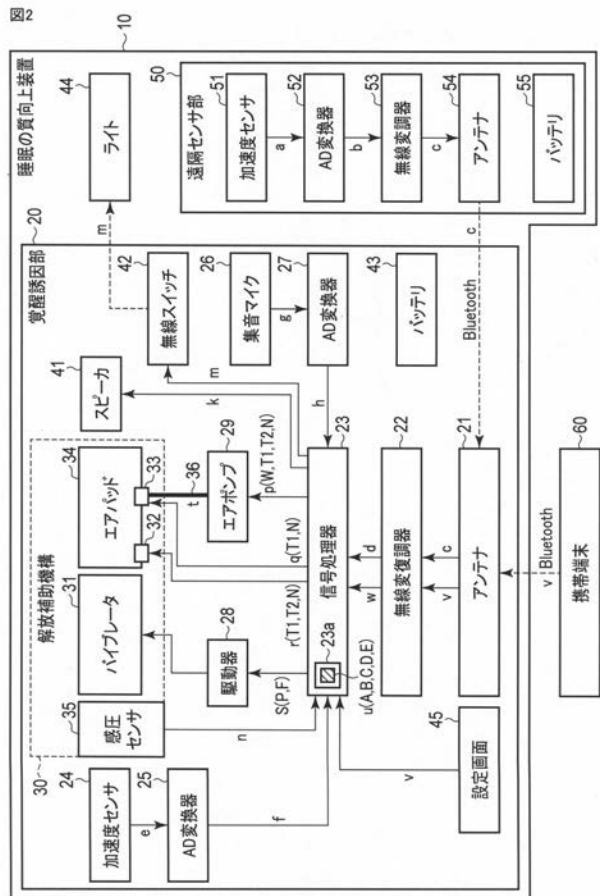 図2
10
睡眠の質向上装置
20
覚醒誘因部
44
ライト
m
50
遠隔センサ部
51
加速度センサ
a
52
AD変換器
b
53
無線変調器
c
54
アンテナ
55
バッテリ
c
Bluetooth
41
スピーカ
k
42
無線スイッチ
m
26
集音マイク
g
27
AD変換器
h
43
バッテリ
解放補助機構
30
34
エアパッド
33
32
31
バイブレータ
35
感圧センサ
n
36
t
29
エアポンプ
p(W,T1,T2,N)
q(T1,N)
r(T1,T2,N)
28
駆動器
S(P,F)
24
加速度センサ
e
25
AD変換器
f
23
信号処理器
23a
u(A,B,C,D,E)
w
d
22
無線変復調器
v
c
21
アンテナ
v
45
設定画面
v Bluetooth
60
携帯端末